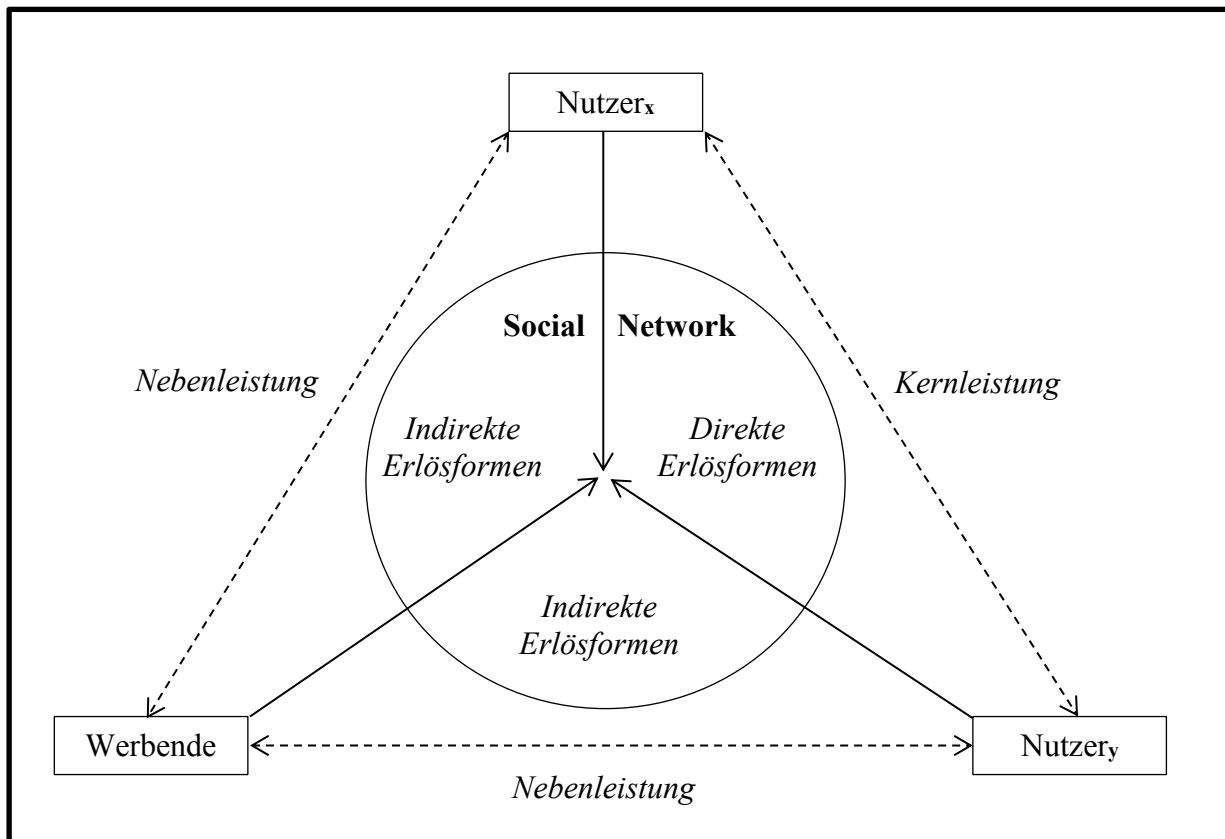 Nutzerx
Social Network
Nebenleistung
Kernleistung
Indirekte
Erlösformen
Direkte
Erlösformen
Indirekte
Erlösformen
Werbende
Nutzery
Nebenleistung